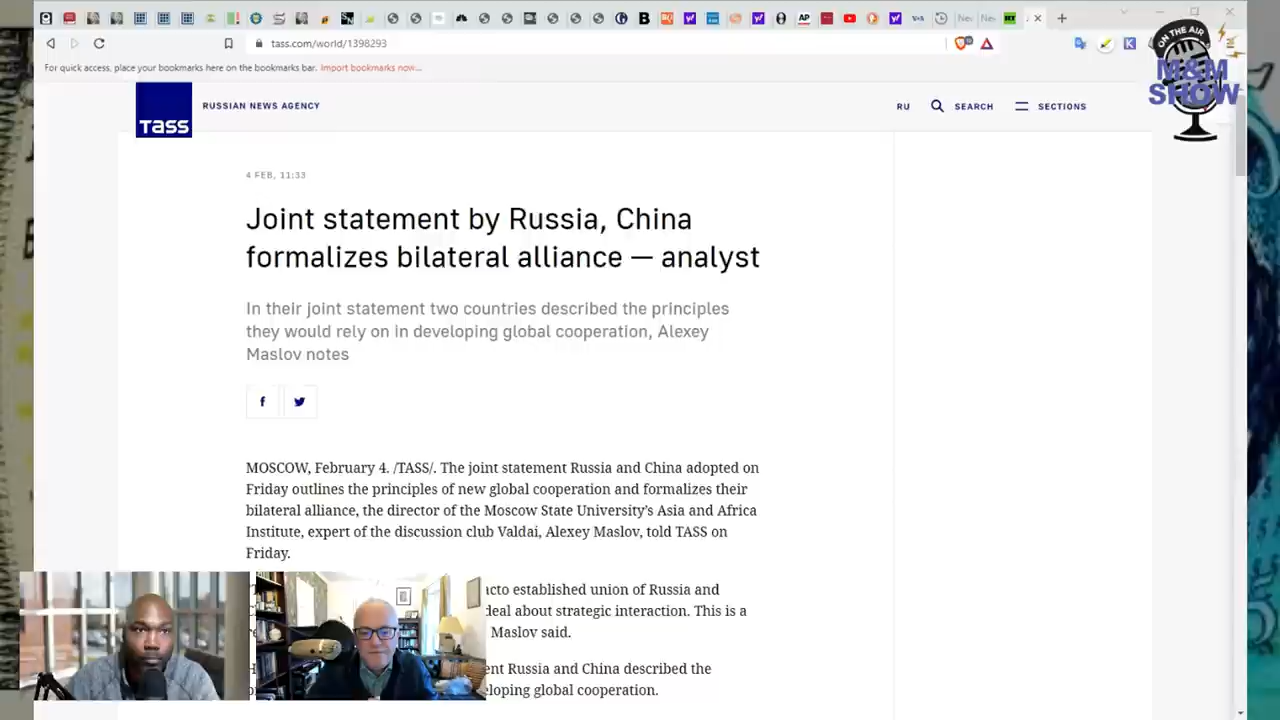 tass.com/world/1398293
For quick access, place your bookmarks here on the bookmarks bar. Import bookmarks now...
ON THE AIR
M&M
SHOW
TASS
RUSSIAN NEWS AGENCY
RU
SEARCH
SECTIONS
4 FEB, 11:33
Joint statement by Russia, China
formalizes bilateral alliance — analyst
In their joint statement two countries described the principles
they would rely on in developing global cooperation, Alexey
Maslov notes
MOSCOW, February 4. /TASS/. The joint statement Russia and China adopted on
Friday outlines the principles of new global cooperation and formalizes their
bilateral alliance, the director of the Moscow State University's Asia and Africa
Institute, expert of the discussion club Valdai, Alexey Maslov, told TASS on
Friday.
established union of Russia and
about strategic interaction. This is a
Maslov said.
Russia and China described the
global cooperation.